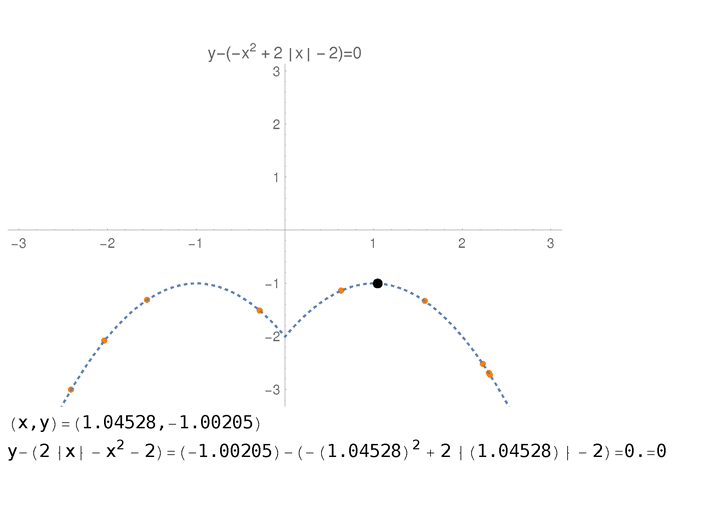 y−(−x² + 2 |x| − 2)=0
3
2
1
−3 −2 −1 1 2 3
−1
−2
−3
(x,y)=(1.04528,−1.00205)
y−(2 |x| − x² − 2)=(−1.00205)−(−(1.04528)² + 2 |(1.04528)| − 2)=0.=0